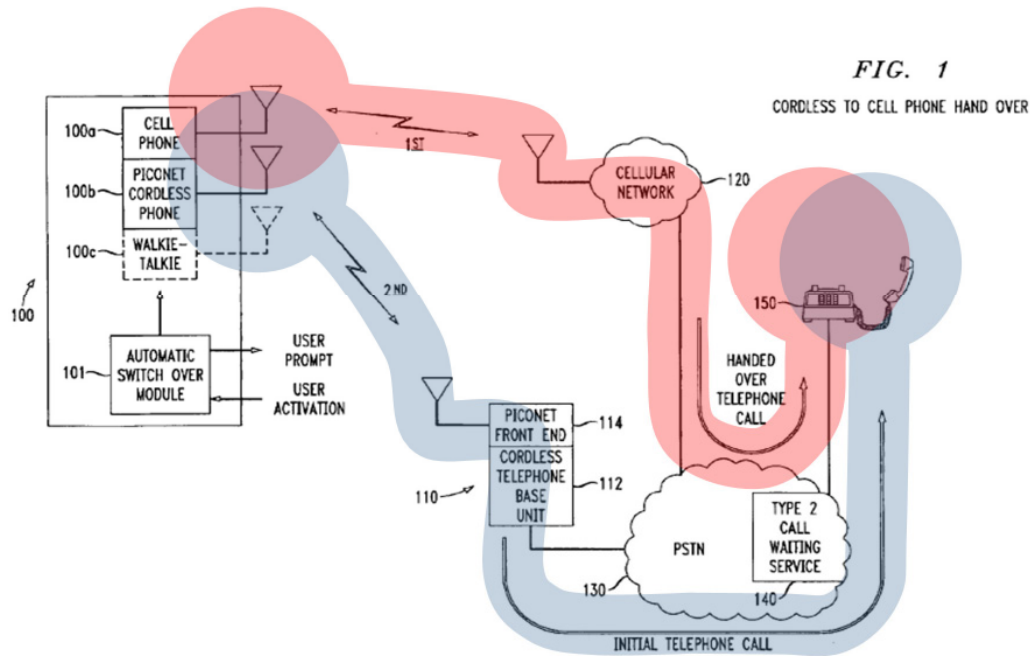 FIG. 1
CORDLESS TO CELL PHONE HAND OVER
100a
CELL
PHONE
100b
PICONET
CORDLESS
PHONE
100c
WALKIE-
TALKIE
100
101
AUTOMATIC
SWITCH OVER
MODULE
USER
PROMPT
USER
ACTIVATION
1ST
2ND
CELLULAR
NETWORK
120
150
HANDED
OVER
TELEPHONE
CALL
PICONET
FRONT END
114
CORDLESS
TELEPHONE
BASE
UNIT
112
110
PSTN
130
TYPE 2
CALL
WAITING
SERVICE
140
INITIAL TELEPHONE CALL